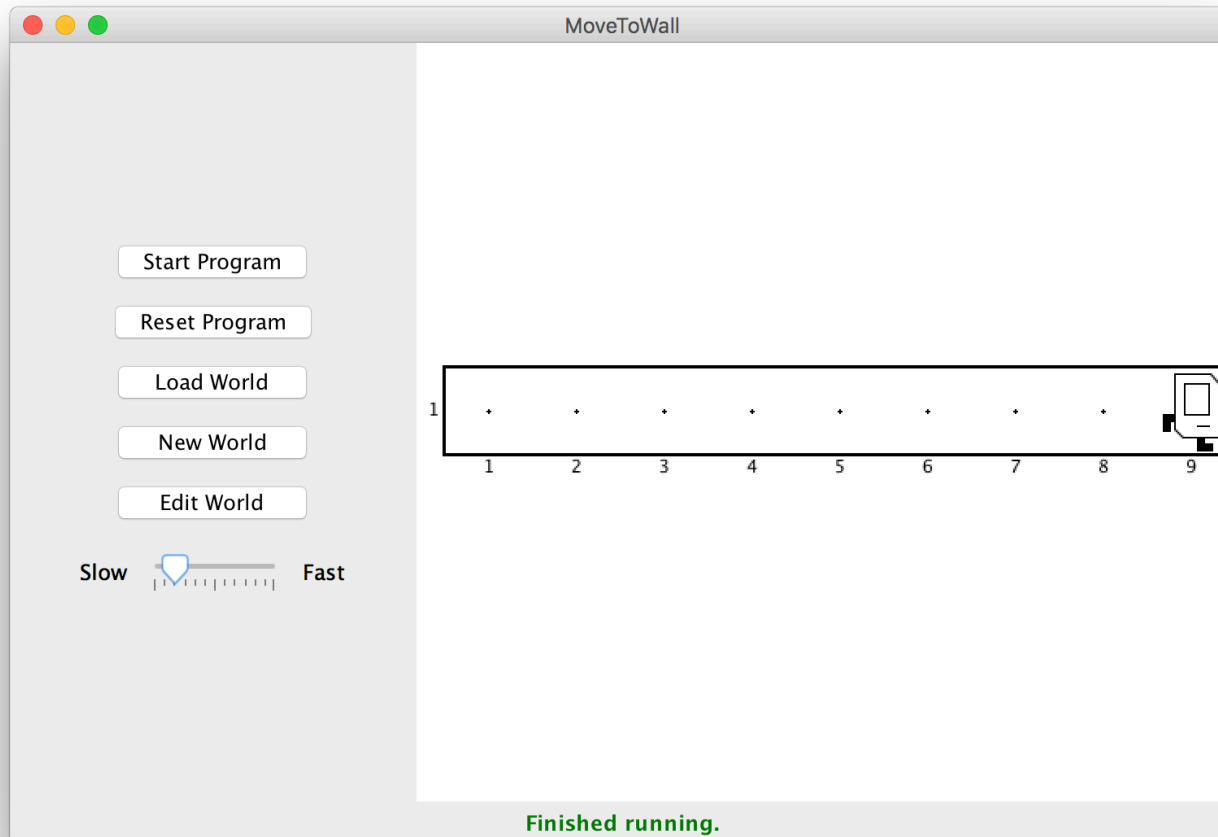 MoveToWall
Start Program
Reset Program
Load World
New World
Edit World
Slow Fast
1
1 2 3 4 5 6 7 8 9
Finished running.